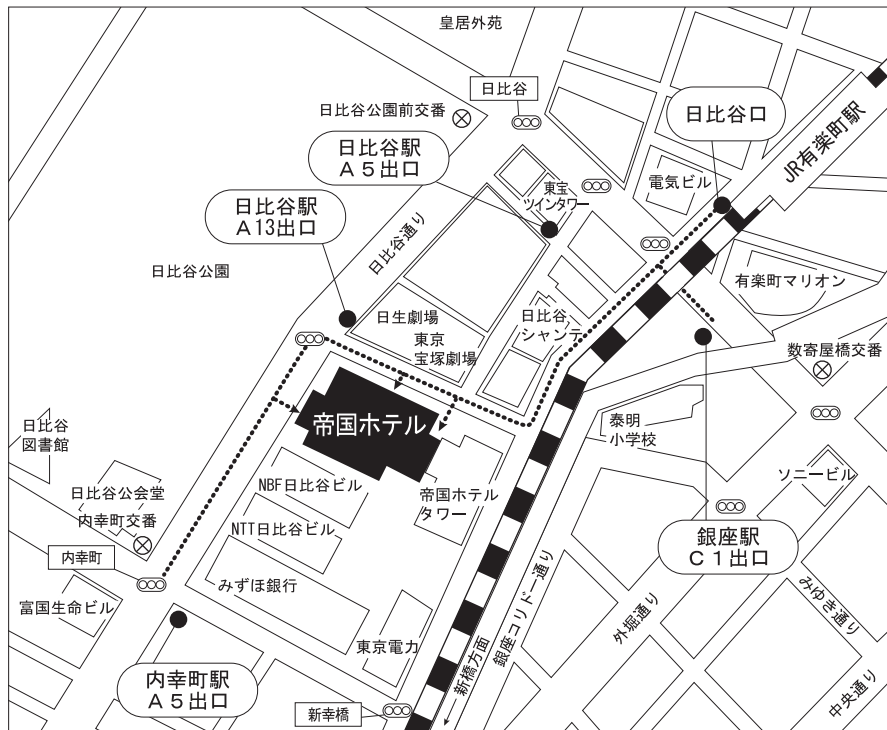 皇居外苑
日比谷
日比谷公園前交番
日比谷口
JR有楽町駅
日比谷駅
A5出口
電気ビル
東宝
ツインタワー
日比谷駅
A13出口
日比谷通り
日比谷公園
有楽町マリオン
日生劇場
東京
宝塚劇場
日比谷
シャンテ
数寄屋橋交番
帝国ホテル
日比谷
図書館
泰明
小学校
ソニービル
NBF日比谷ビル
帝国ホテル
タワー
日比谷公会堂
内幸町交番
NTT日比谷ビル
銀座駅
C1出口
内幸町
みずほ銀行
富国生命ビル
東京電力
銀座コリドー通り
外堀通り
みゆき通り
中央通り
新橋方面
内幸町駅
A5出口
新幸橋